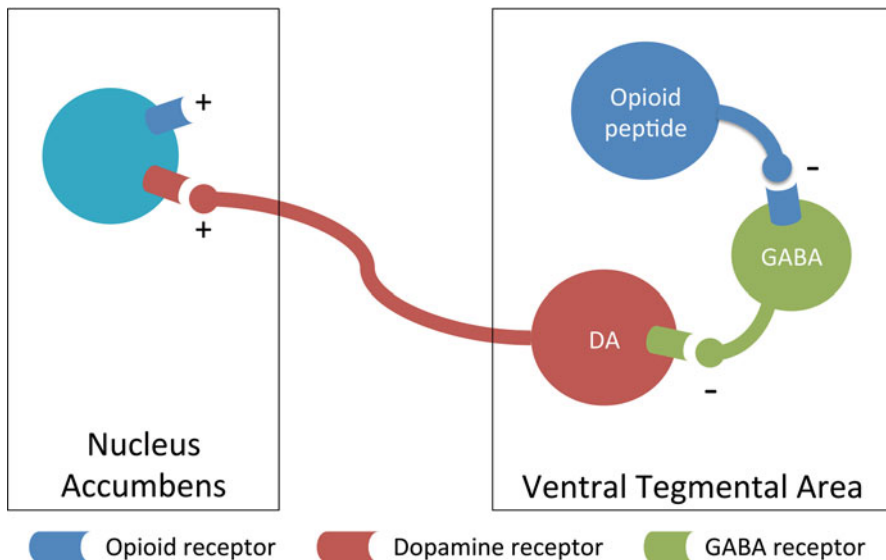 Opioid
peptide
+
-
GABA
+
DA
-
Nucleus
Accumbens
Ventral Tegmental Area
Opioid receptor
Dopamine receptor
GABA receptor